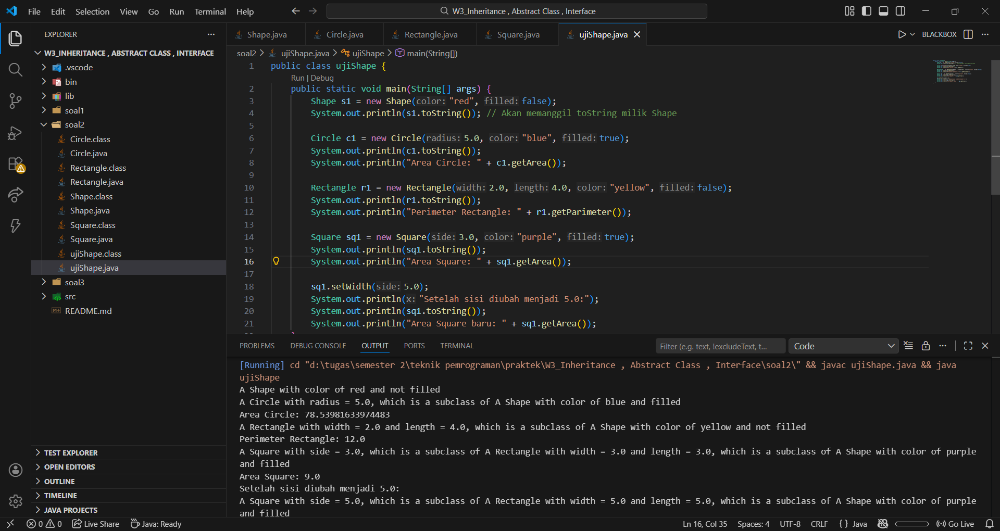 File Edit Selection View Go Run Terminal Help
W3_Inheritance , Abstract Class , Interface
EXPLORER
W3_INHERITANCE , ABSTRACT CLASS , INTERFACE
.vscode
bin
lib
soal1
soal2
Circle.class
Circle.java
Rectangle.class
Rectangle.java
Shape.class
Shape.java
Square.class
Square.java
ujiShape.class
ujiShape.java
soal3
src
README.md
TEST EXPLORER
OPEN EDITORS
OUTLINE
TIMELINE
JAVA PROJECTS
Shape.java Circle.java Rectangle.java Square.java ujiShape.java BLACKBOX
soal2 > ujiShape.java > ujiShape > main(String[])
1 public class ujiShape {
Run | Debug
2 public static void main(String[] args) {
3 Shape s1 = new Shape(color: "red", filled: false);
4 System.out.println(s1.toString()); // Akan memanggil toString milik Shape
5
6 Circle c1 = new Circle(radius: 5.0, color: "blue", filled: true);
7 System.out.println(c1.toString());
8 System.out.println("Area Circle: " + c1.getArea());
9
10 Rectangle r1 = new Rectangle(width: 2.0, length: 4.0, color: "yellow", filled: false);
11 System.out.println(r1.toString());
12 System.out.println("Perimeter Rectangle: " + r1.getParimeter());
13
14 Square sq1 = new Square(side: 3.0, color: "purple", filled: true);
15 System.out.println(sq1.toString());
16 System.out.println("Area Square: " + sq1.getArea());
17
18 sq1.setWidth(side: 5.0);
19 System.out.println(x: "Setelah sisi diubah menjadi 5.0:");
20 System.out.println(sq1.toString());
21 System.out.println("Area Square baru: " + sq1.getArea());
PROBLEMS DEBUG CONSOLE OUTPUT PORTS TERMINAL Filter (e.g. text, !excludeText, t... Code
[Running] cd "d:\tugas\semester 2\teknik pemrograman\praktek\W3_Inheritance , Abstract Class , Interface\soal2\" && javac ujiShape.java && java
ujiShape
A Shape with color of red and not filled
A Circle with radius = 5.0, which is a subclass of A Shape with color of blue and filled
Area Circle: 78.53981633974483
A Rectangle with width = 2.0 and length = 4.0, which is a subclass of A Shape with color of yellow and not filled
Perimeter Rectangle: 12.0
A Square with side = 3.0, which is a subclass of A Rectangle with width = 3.0 and length = 3.0, which is a subclass of A Shape with color of purple
and filled
Area Square: 9.0
Setelah sisi diubah menjadi 5.0:
A Square with side = 5.0, which is a subclass of A Rectangle with width = 5.0 and length = 5.0, which is a subclass of A Shape with color of purple
and filled
0 0 Live Share Java: Ready Ln 16, Col 35 Spaces: 4 UTF-8 CRLF { } Java Go Live